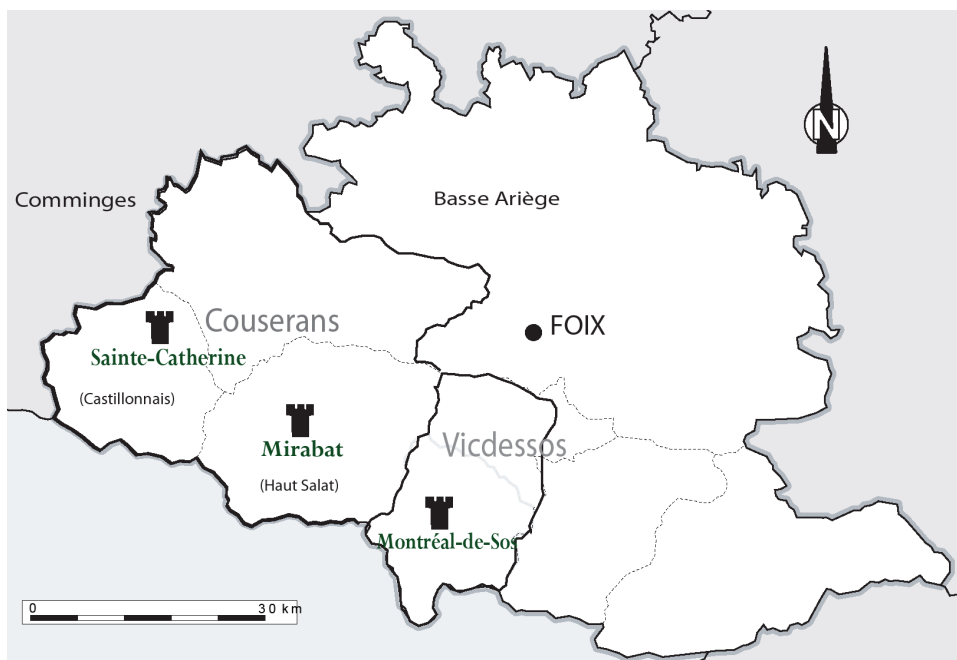 N
Comminges
Basse Ariège
Couserans
FOIX
Sainte-Catherine
(Castillonnais)
Mirabat
Vicdessos
(Haut Salat)
Montréal-de-Sos
0 30 km